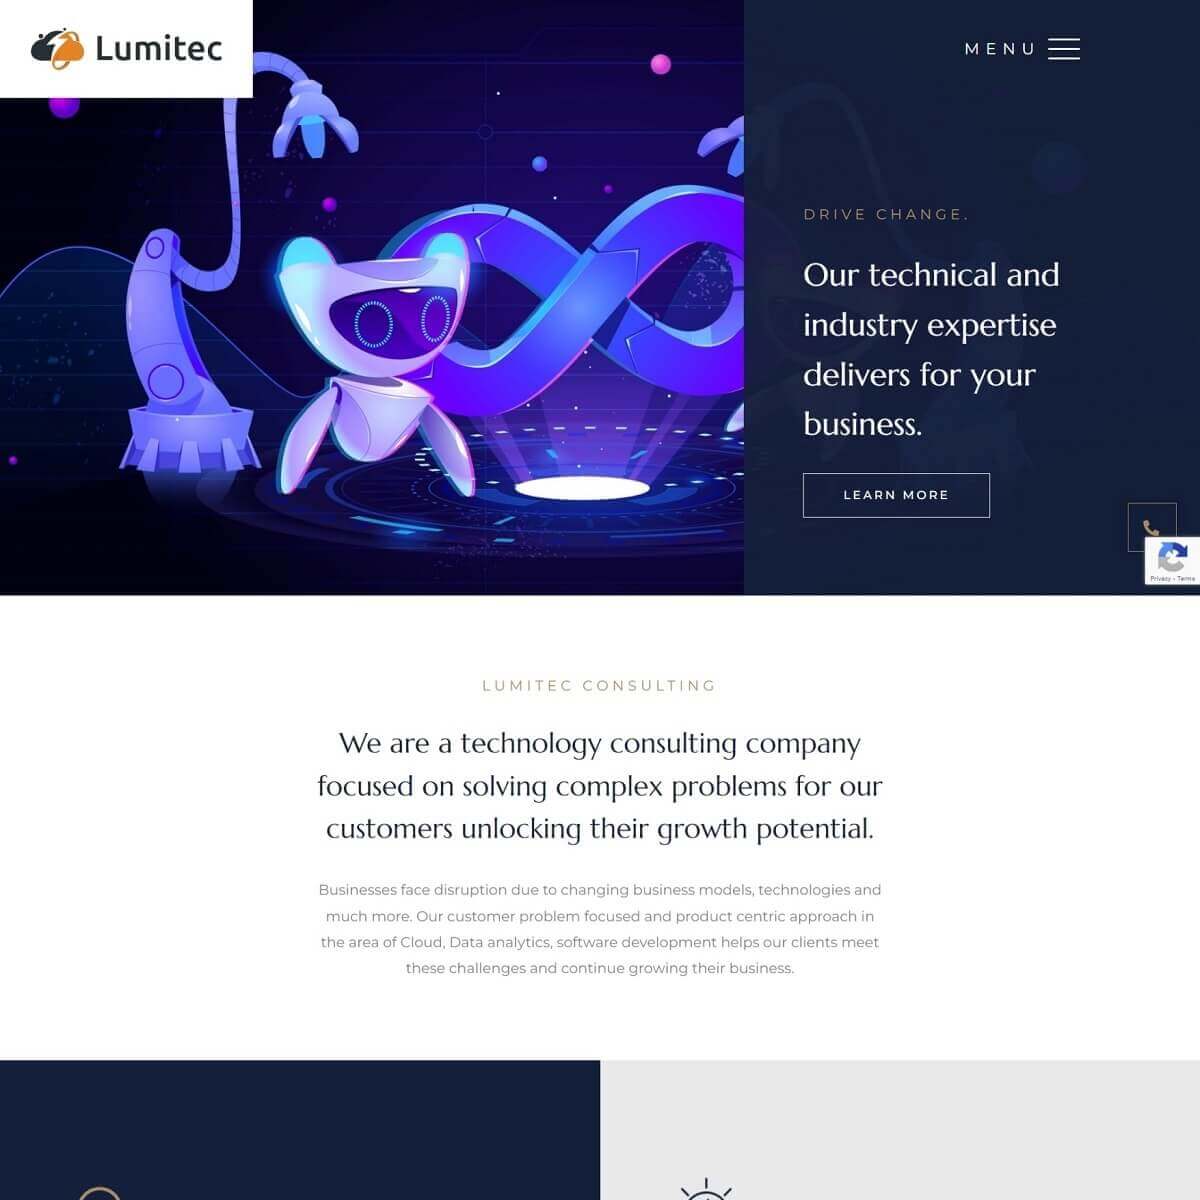 Lumitec
MENU
DRIVE CHANGE.
Our technical and
industry expertise
delivers for your
business.
LEARN MORE
Privacy - Terms
LUMITEC CONSULTING
We are a technology consulting company
focused on solving complex problems for our
customers unlocking their growth potential.
Businesses face disruption due to changing business models, technologies and
much more. Our customer problem focused and product centric approach in
the area of Cloud, Data analytics, software development helps our clients meet
these challenges and continue growing their business.